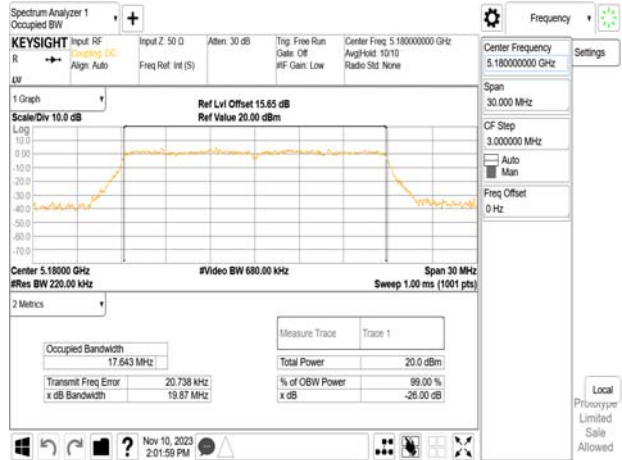 Spectrum Analyzer 1
Occupied BW
Frequency
KEYSIGHT
R
Input: RF
Coupling: DC
Align: Auto
Input Z: 50 Ω
Freq Ref: Int (S)
Atten: 30 dB
Trig: Free Run
Gate: Off
#IF Gain: Low
Center Freq: 5.180000000 GHz
Avg|Hold: 10/10
Radio Std: None
Center Frequency
5.180000000 GHz
Settings
Span
30.000 MHz
CF Step
3.000000 MHz
Auto
Man
Freq Offset
0 Hz
1 Graph
Scale/Div 10.0 dB
Ref Lvl Offset 15.65 dB
Ref Value 20.00 dBm
Log
10.0
0.00
-10.0
-20.0
-30.0
-40.0
-50.0
-60.0
-70.0
Center 5.18000 GHz
#Res BW 220.00 kHz
#Video BW 680.00 kHz
Span 30 MHz
Sweep 1.00 ms (1001 pts)
2 Metrics
Measure Trace
Trace 1
Occupied Bandwidth
17.643 MHz
Total Power
20.0 dBm
Transmit Freq Error
20.738 kHz
% of OBW Power
99.00 %
x dB Bandwidth
19.87 MHz
x dB
-26.00 dB
Local
Prototype
Limited
Sale
Allowed
Nov 10, 2023
2:01:59 PM